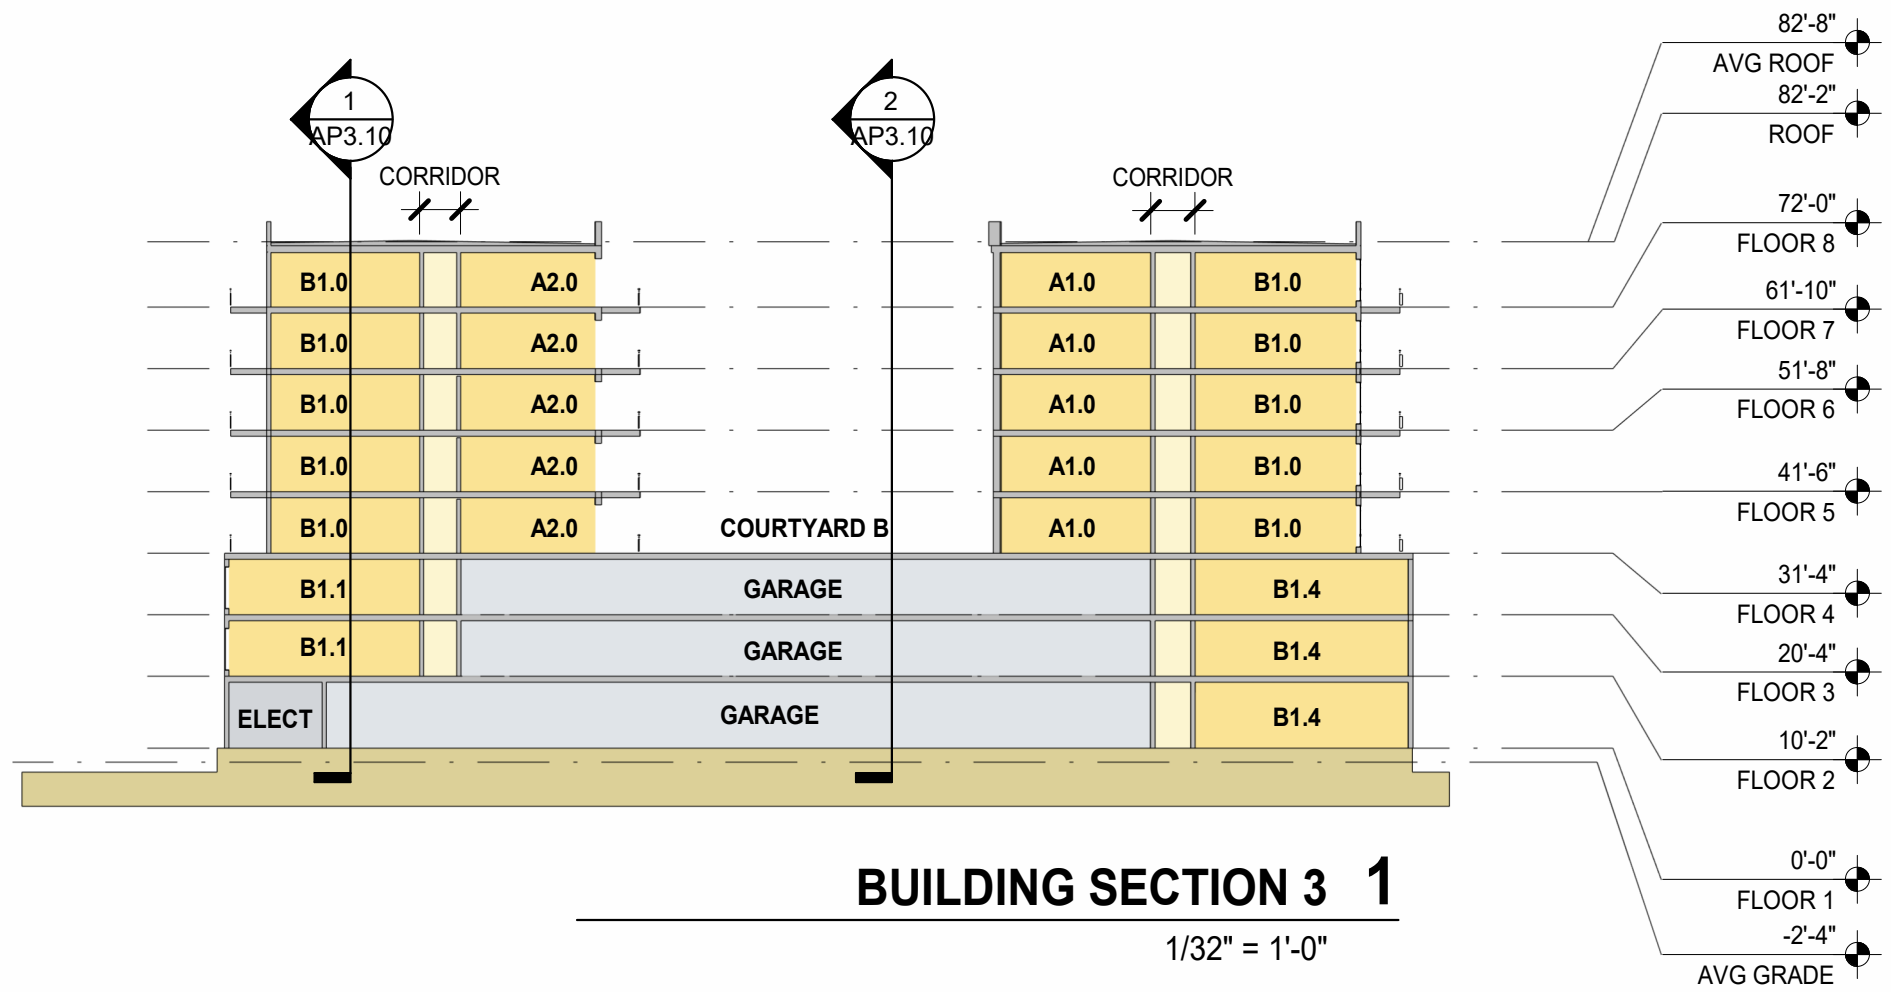 82'-8"
AVG ROOF
82'-2"
ROOF
1
AP3.10
2
AP3.10
CORRIDOR
CORRIDOR
72'-0"
FLOOR 8
B1.0 A2.0 A1.0 B1.0
61'-10"
FLOOR 7
B1.0 A2.0 A1.0 B1.0
51'-8"
FLOOR 6
B1.0 A2.0 A1.0 B1.0
B1.0 A2.0 A1.0 B1.0
41'-6"
FLOOR 5
B1.0 A2.0 COURTYARD B A1.0 B1.0
31'-4"
B1.1 GARAGE B1.4
FLOOR 4
20'-4"
B1.1 GARAGE B1.4
FLOOR 3
ELECT GARAGE B1.4
10'-2"
FLOOR 2
0'-0"
FLOOR 1
BUILDING SECTION 3 1
1/32" = 1'-0"
-2'-4"
AVG GRADE